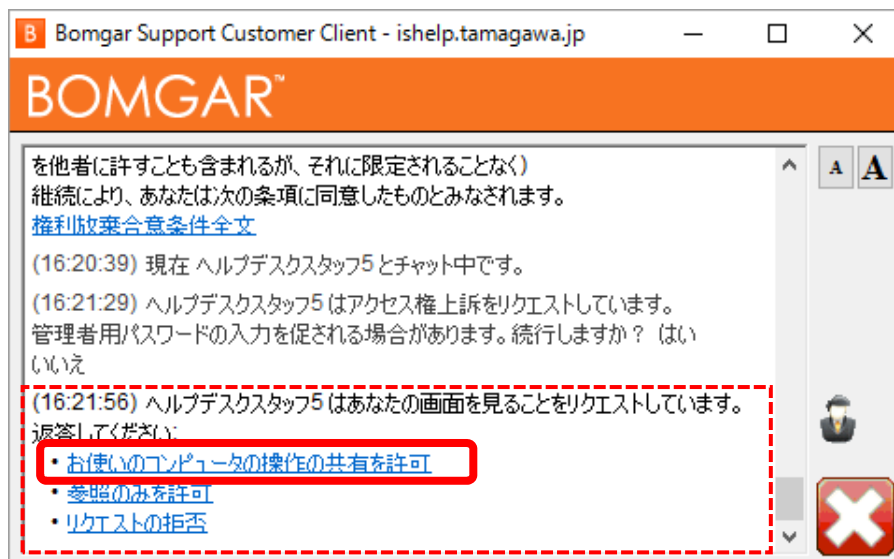 B Bomgar Support Customer Client - ishelp.tamagawa.jp
BOMGAR™
を他者に許すことも含まれるが、それに限定されることなく)
継続により、あなたは次の条項に同意したものとみなされます。
権利放棄合意条件全文
(16:20:39) 現在 ヘルプデスクスタッフ5 とチャット中です。
(16:21:29) ヘルプデスクスタッフ5 はアクセス権上訴をリクエストしています。
管理者用パスワードの入力を促される場合があります。続行しますか? はい
いいえ
(16:21:56) ヘルプデスクスタッフ5 はあなたの画面を見ることをリクエストしています。
返答してください:
• お使いのコンピュータの操作の共有を許可
•参照のみを許可
• リクエストの拒否
A A